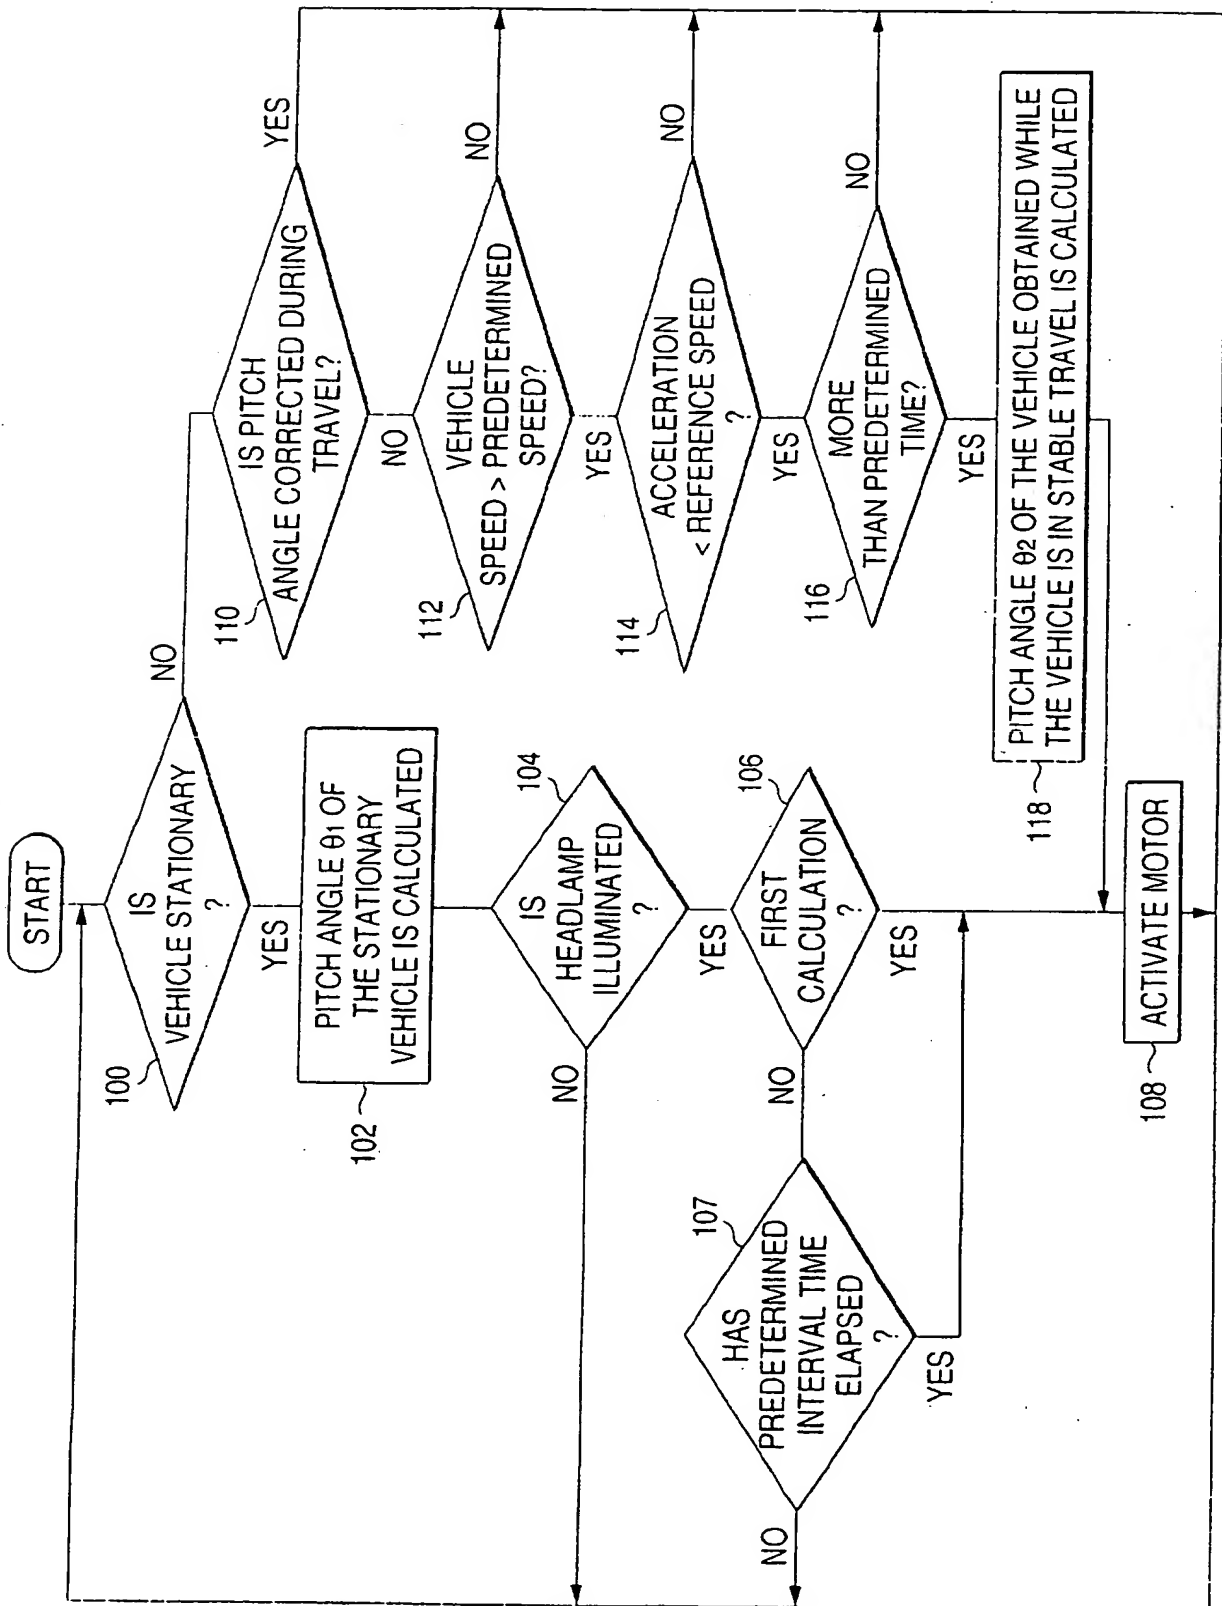 START
IS
VEHICLE STATIONARY
?
100
NO
YES
PITCH ANGLE θ1 OF
THE STATIONARY
VEHICLE IS CALCULATED
102
IS
HEADLAMP
ILLUMINATED
?
104
NO
YES
FIRST
CALCULATION
?
106
NO
YES
HAS
PREDETERMINED
INTERVAL TIME
ELAPSED
?
107
NO
YES
ACTIVATE MOTOR
108
IS PITCH
ANGLE CORRECTED DURING
TRAVEL?
110
YES
NO
VEHICLE
SPEED > PREDETERMINED
SPEED?
112
NO
YES
ACCELERATION
< REFERENCE SPEED
?
114
NO
YES
MORE
THAN PREDETERMINED
TIME?
116
NO
YES
PITCH ANGLE θ2 OF THE VEHICLE OBTAINED WHILE
THE VEHICLE IS IN STABLE TRAVEL IS CALCULATED
118